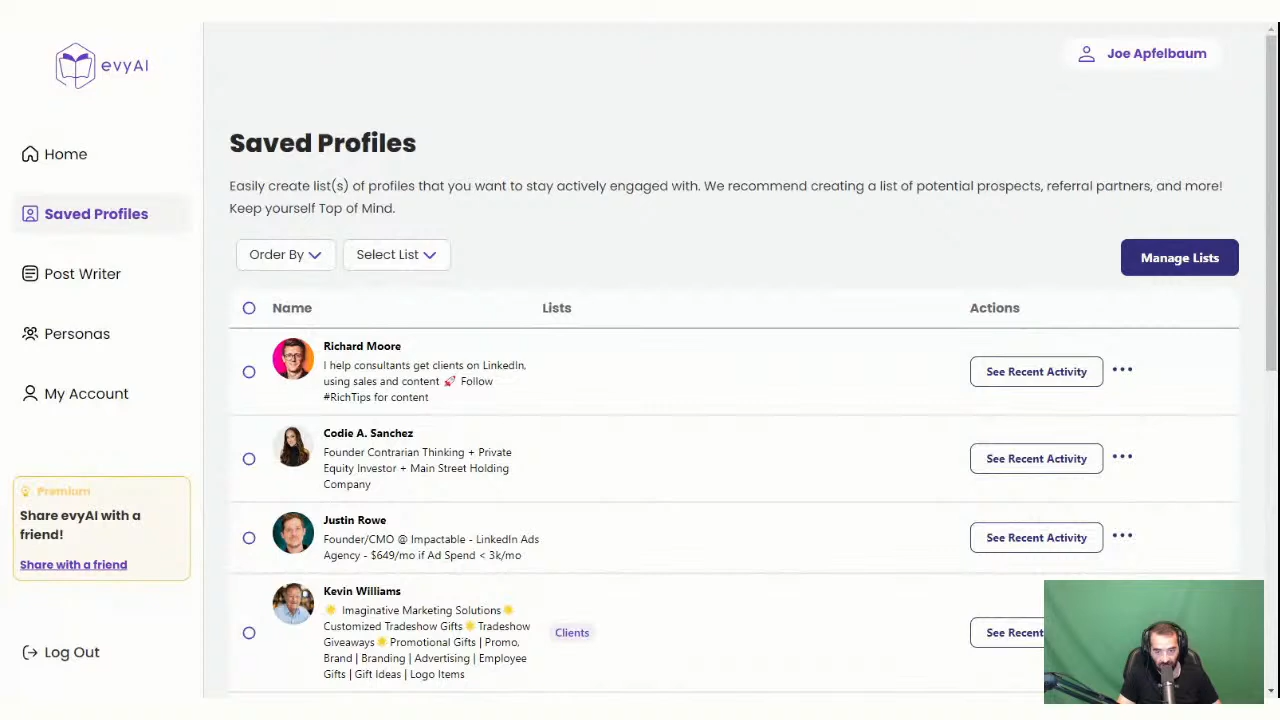 evyAI
Joe Apfelbaum
Home
Saved Profiles
Post Writer
Personas
My Account
Premium
Share evyAI with a
friend!
Share with a friend
Log Out
Saved Profiles
Easily create list(s) of profiles that you want to stay actively engaged with. We recommend creating a list of potential prospects, referral partners, and more!
Keep yourself Top of Mind.
Order By
Select List
Manage Lists
Name Lists Actions
Richard Moore
I help consultants get clients on LinkedIn,
using sales and content 🚀 Follow
#RichTips for content
See Recent Activity
Codie A. Sanchez
Founder Contrarian Thinking + Private
Equity Investor + Main Street Holding
Company
See Recent Activity
Justin Rowe
Founder/CMO @ Impactable - LinkedIn Ads
Agency - $649/mo if Ad Spend < 3k/mo
See Recent Activity
Kevin Williams
🌟 Imaginative Marketing Solutions🌟
Customized Tradeshow Gifts🌟Tradeshow
Giveaways🌟Promotional Gifts | Promo,
Brand | Branding | Advertising | Employee
Gifts | Gift Ideas | Logo Items
Clients
See Recent